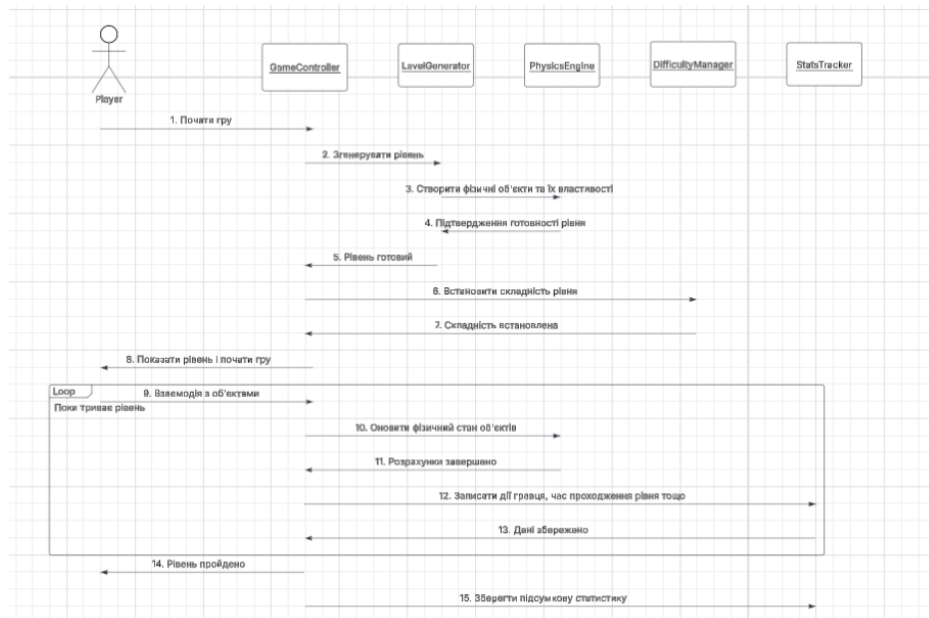 GameController
LevelGenerator
PhysicsEngine
DifficultyManager
StatsTracker
Player
1. Почати гру
2. Згенерувати рівень
3. Створити фізичні об'єкти та їх властивості
4. Підтвердження готовності рівня
5. Рівень готовий
6. Встановити складність рівня
7. Складність встановлена
8. Показати рівень і почати гру
Loop
9. Взаємодія з об'єктами
Поки триває рівень
10. Оновити фізичний стан об'єктів
11. Розрахунки завершено
12. Записати дії гравця, час проходження рівня тощо
13. Дані збережено
14. Рівень пройдено
15. Зберегти підсумкову статистику